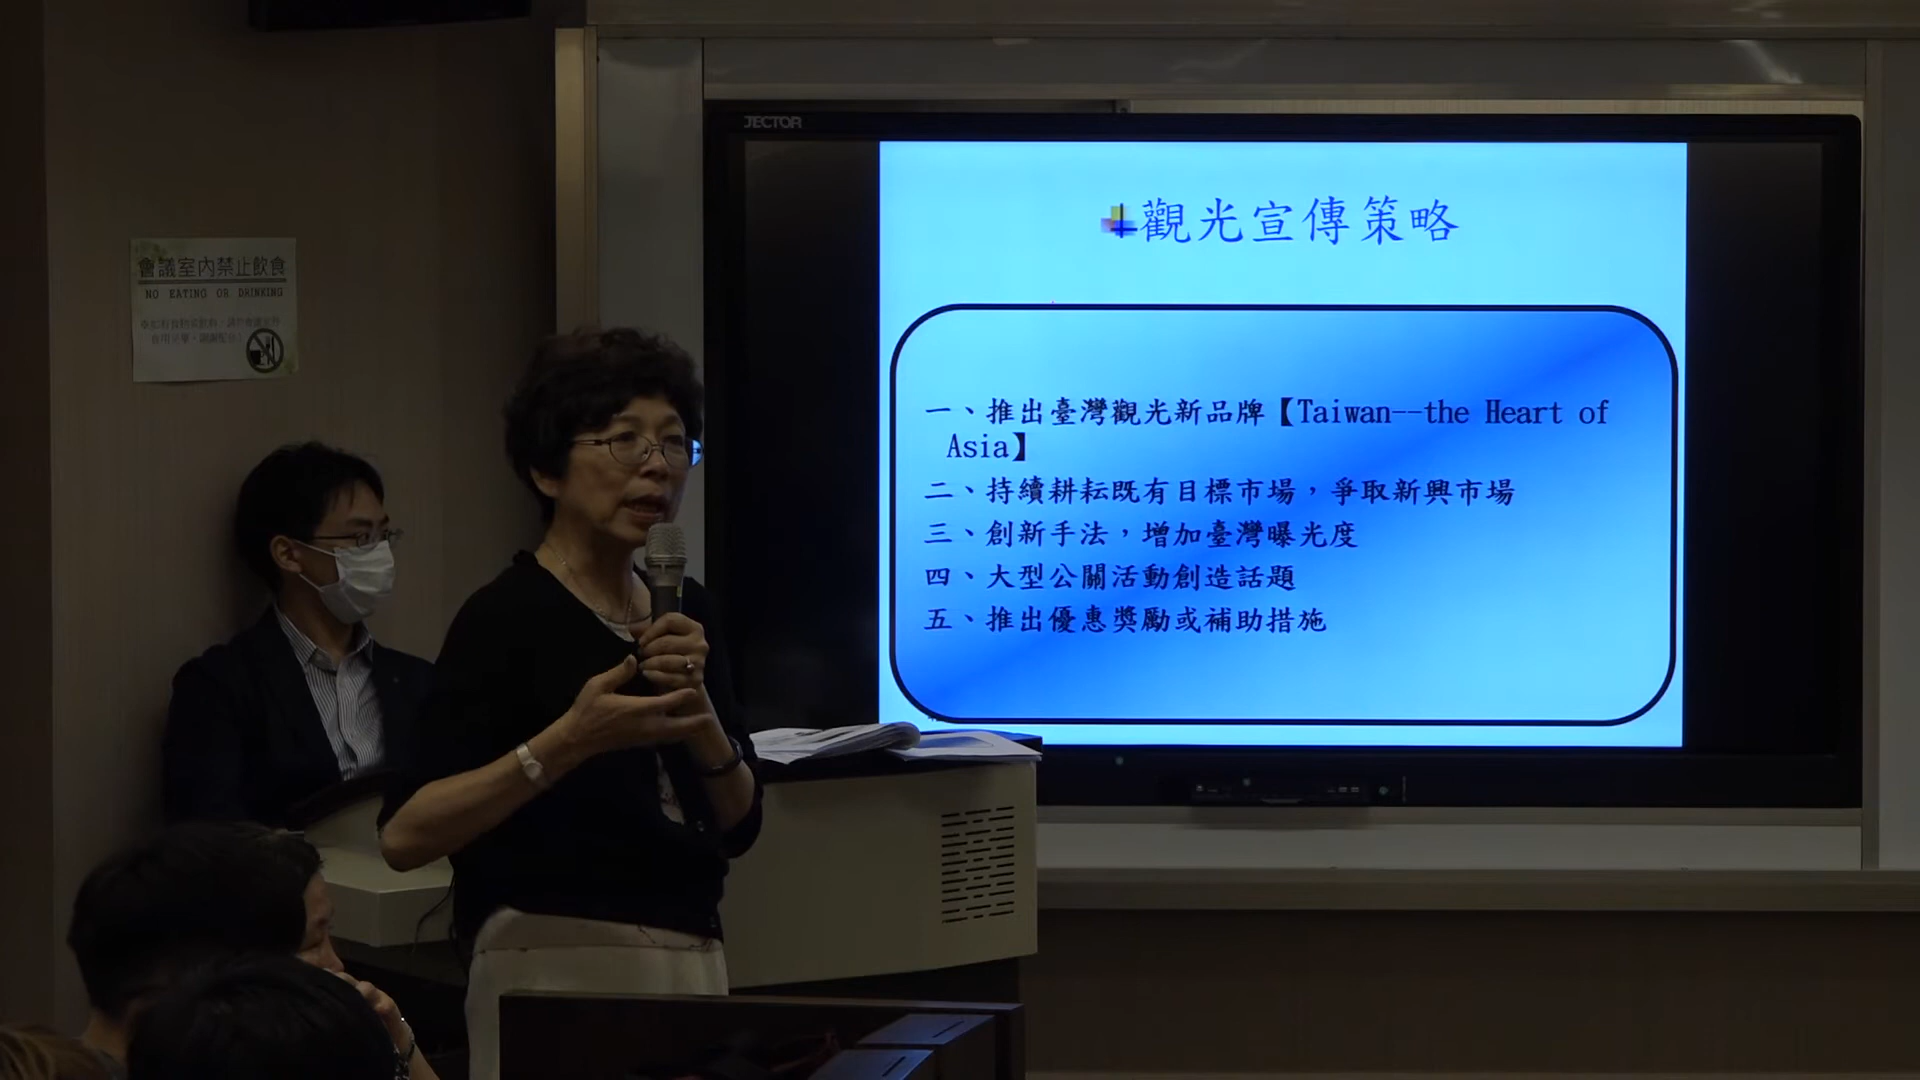 JECTOR
觀光宣傳策略
一、推出臺灣觀光新品牌【Taiwan--the Heart of
Asia】
二、持續耕耘既有目標市場，爭取新興市場
三、創新手法，增加臺灣曝光度
四、大型公關活動創造話題
五、推出優惠獎勵或補助措施
會議室內禁止飲食
NO EATING OR DRINKING